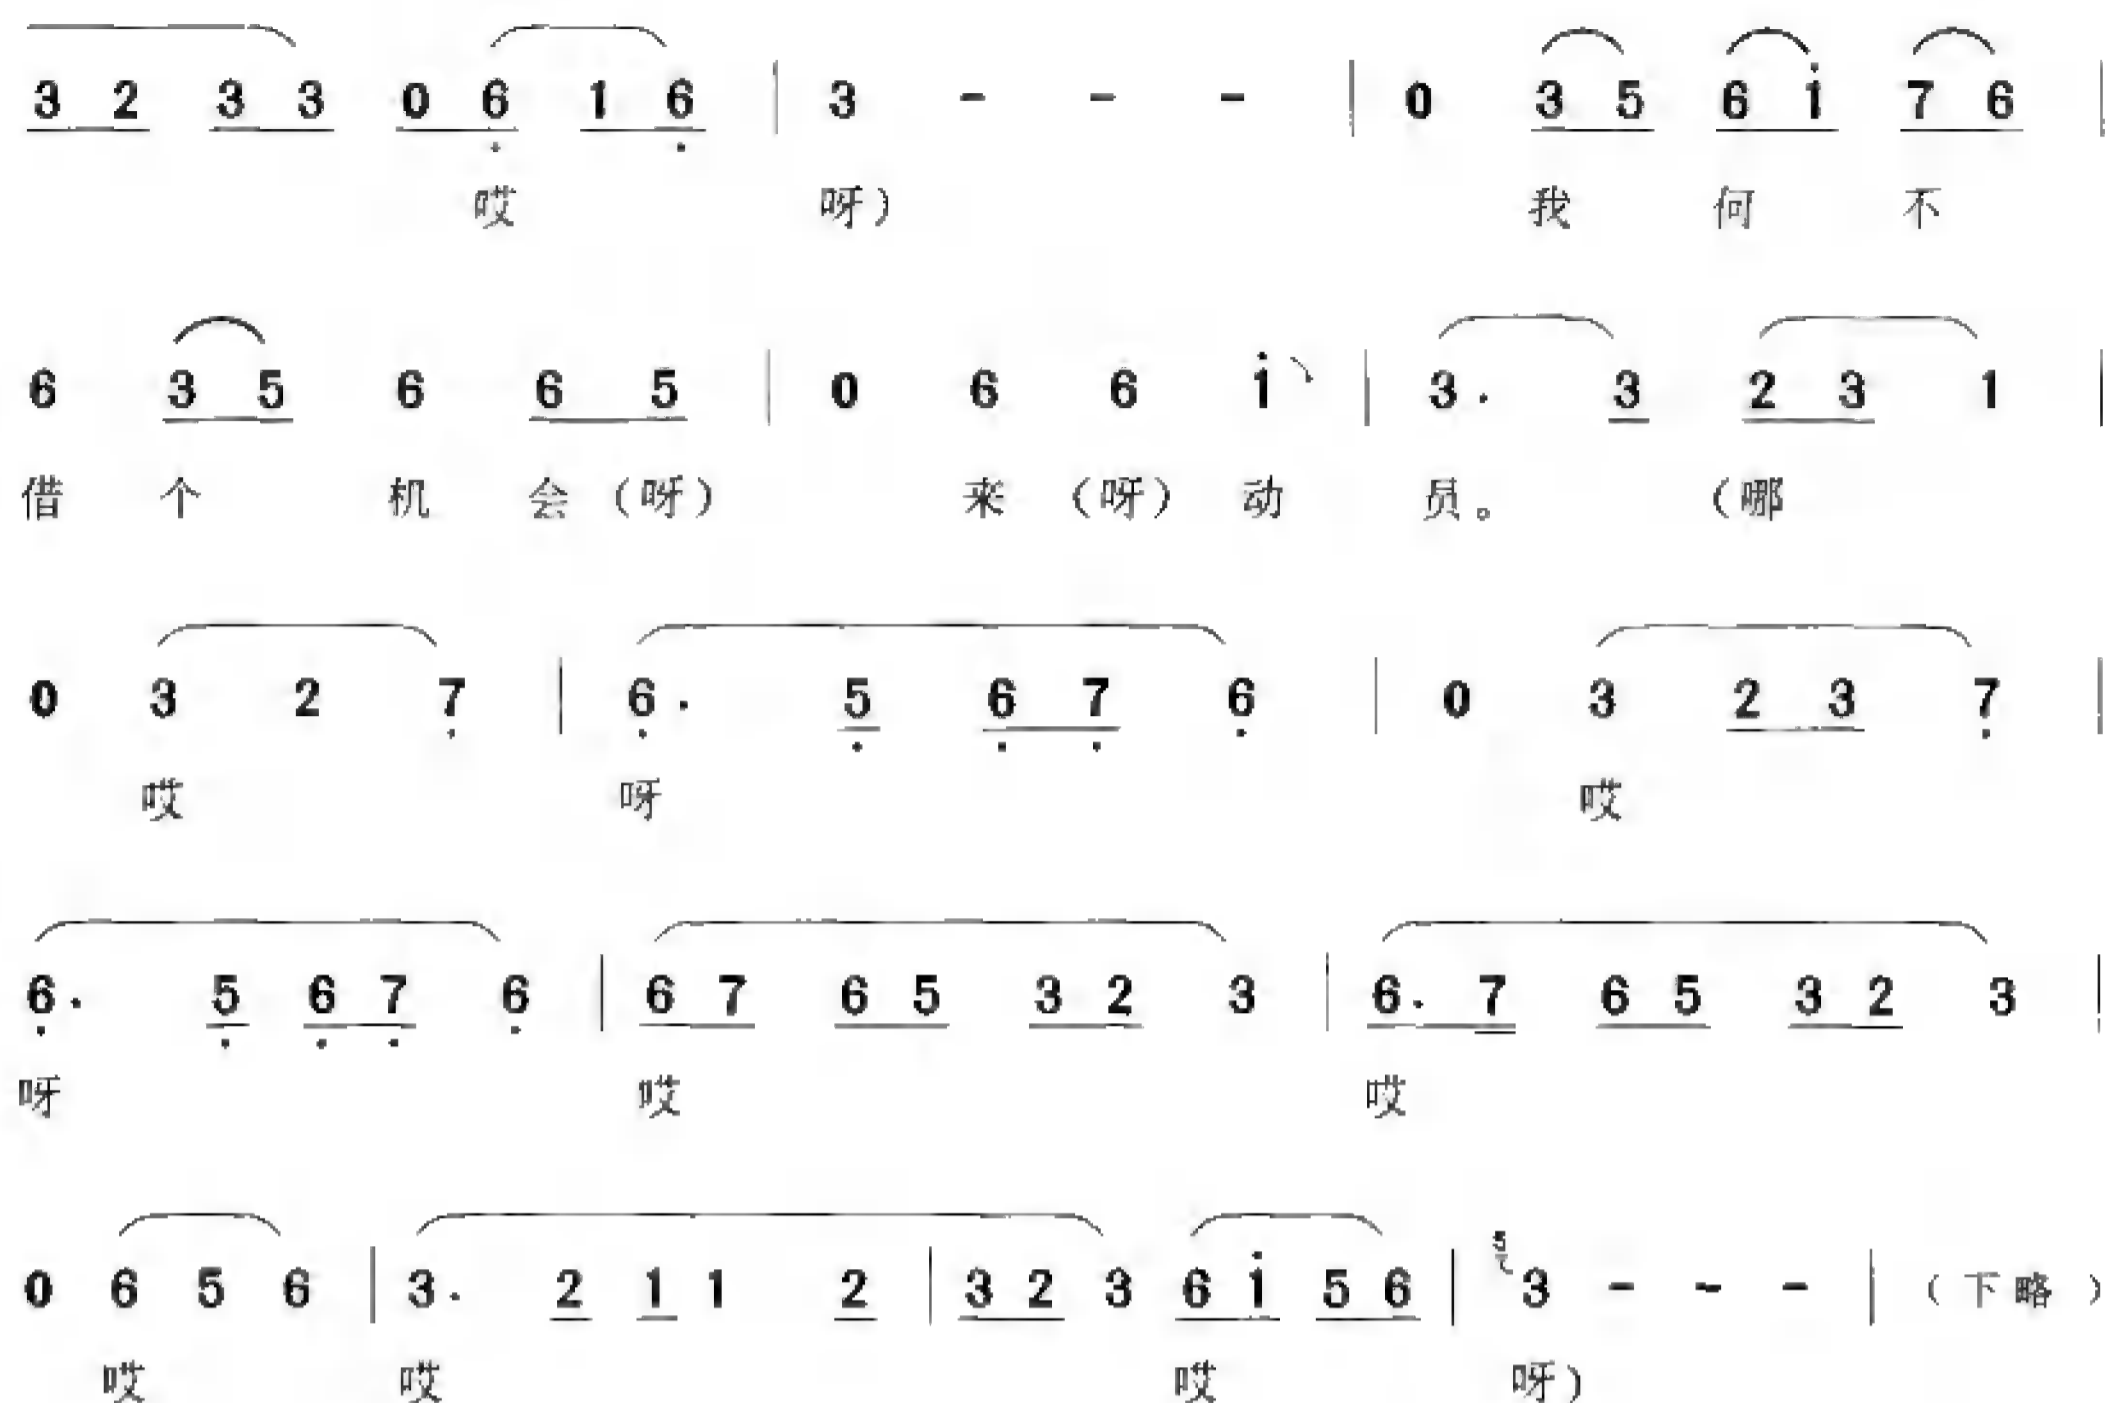 3 2 3 3 0 6 1 6 | 3 - - - | 0 3 5 6 i 7 6 |
哎 呀） 我 何 不
6 3 5 6 6 5 | 0 6 6 i | 3. 3 2 3 1 |
借 个 机 会（呀） 来（呀）动 员。 （哪
0 3 2 7 | 6. 5 6 7 6 | 0 3 2 3 7 |
哎 呀 哎
6. 5 6 7 6 | 6 7 6 5 3 2 3 | 6. 7 6 5 3 2 3 |
呀 哎 哎
0 6 5 6 | 3. 2 1 1 2 | 3 2 3 6 i 5 6 | 5 3 - - - | （下略）
哎 哎 哎 呀）